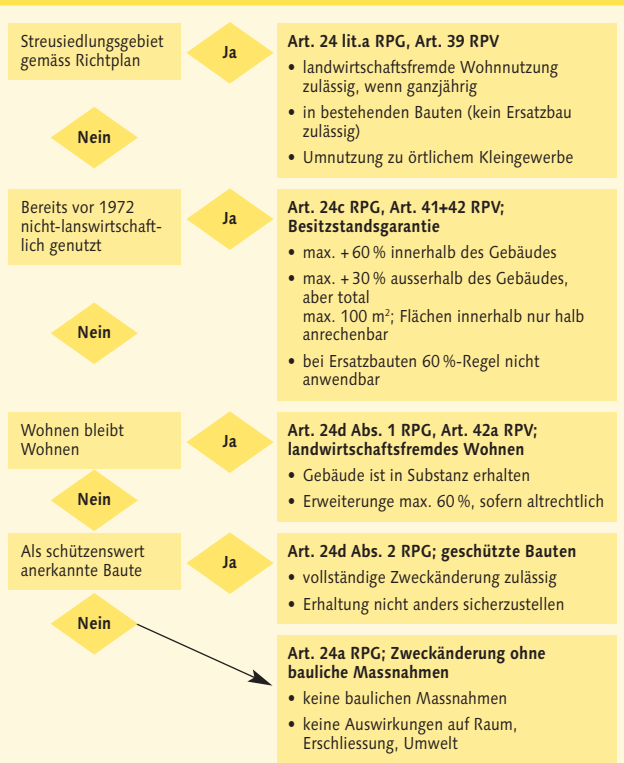 Streusiedlungsgebiet
gemäss Richtplan
Ja
Art. 24 lit.a RPG, Art. 39 RPV
• landwirtschaftsfremde Wohnnutzung
zulässig, wenn ganzjährig
• in bestehenden Bauten (kein Ersatzbau
zulässig)
• Umnutzung zu örtlichem Kleingewerbe
Nein
Bereits vor 1972
nicht-lanswirtschaft-
lich genutzt
Ja
Art. 24c RPG, Art. 41+42 RPV;
Besitzstandsgarantie
• max. + 60 % innerhalb des Gebäudes
• max. + 30 % ausserhalb des Gebäudes,
aber total
max. 100 m²; Flächen innerhalb nur halb
anrechenbar
• bei Ersatzbauten 60 %-Regel nicht
anwendbar
Nein
Wohnen bleibt
Wohnen
Ja
Art. 24d Abs. 1 RPG, Art. 42a RPV;
landwirtschaftsfremdes Wohnen
• Gebäude ist in Substanz erhalten
• Erweiterunge max. 60 %, sofern altrechtlich
Nein
Als schützenswert
anerkannte Baute
Ja
Art. 24d Abs. 2 RPG; geschützte Bauten
• vollständige Zweckänderung zulässig
• Erhaltung nicht anders sicherzustellen
Nein
Art. 24a RPG; Zweckänderung ohne
bauliche Massnahmen
• keine baulichen Massnahmen
• keine Auswirkungen auf Raum,
Erschliessung, Umwelt